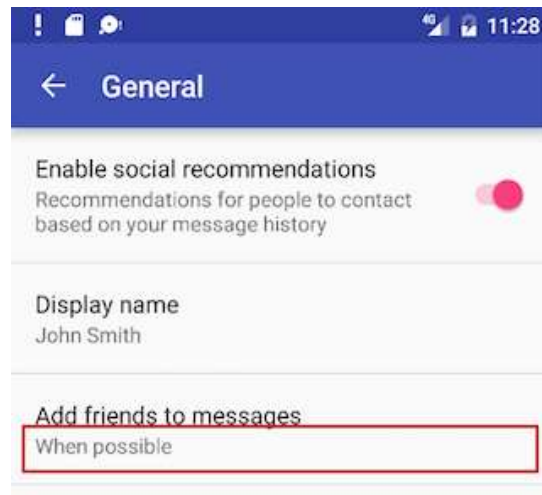 4G 11:28
General
Enable social recommendations
Recommendations for people to contact
based on your message history
Display name
John Smith
Add friends to messages
When possible